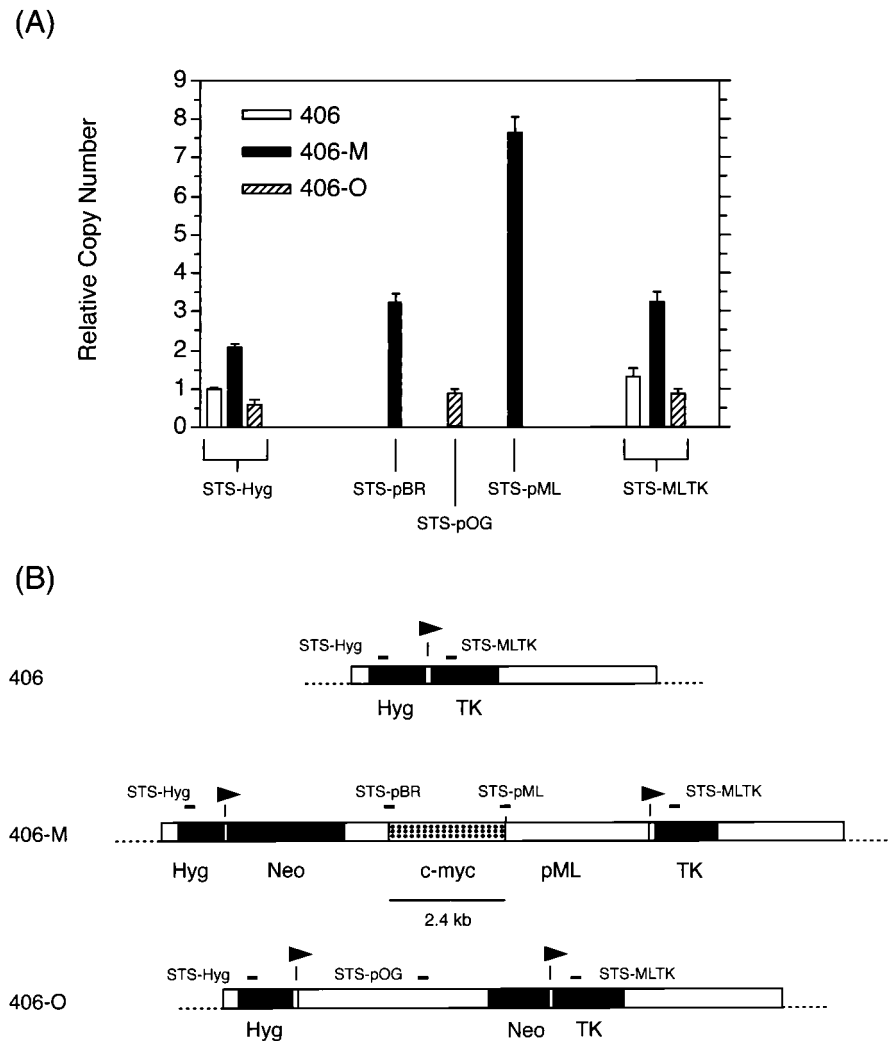 (A)
9
8
7
6
5
4
3
2
1
0
Relative Copy Number
406
406-M
406-O
STS-Hyg
STS-pBR
STS-pML
STS-MLTK
STS-pOG
(B)
STS-Hyg
STS-MLTK
406
Hyg
TK
STS-Hyg
STS-pBR
STS-pML
STS-MLTK
406-M
Hyg
Neo
c-myc
pML
TK
2.4 kb
STS-Hyg
STS-pOG
STS-MLTK
406-O
Hyg
Neo
TK